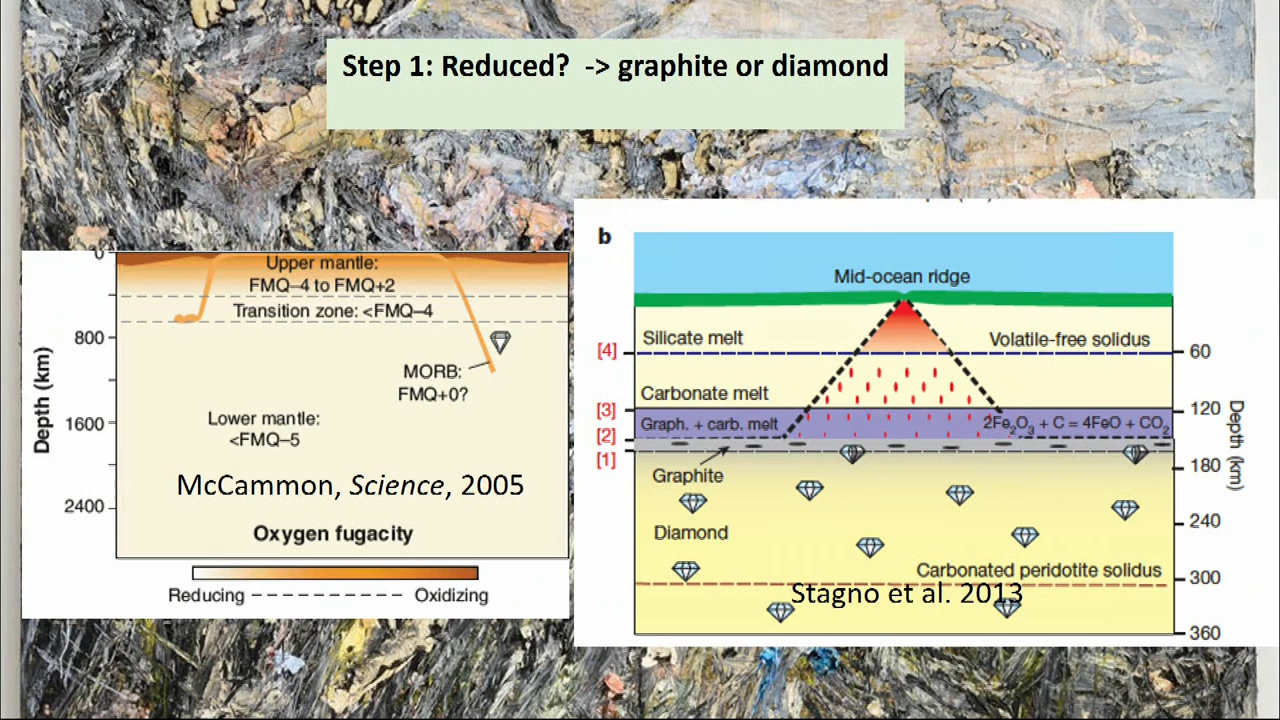 Step 1: Reduced?  -> graphite or diamond
0
Upper mantle:
FMQ–4 to FMQ+2
Transition zone: <FMQ–4
800
MORB:
FMQ+0?
1600
Lower mantle:
<FMQ–5
2400
Depth (km)
McCammon, Science, 2005
Oxygen fugacity
Reducing
Oxidizing
b
Mid-ocean ridge
Silicate melt
Volatile-free solidus
[4]
60
Carbonate melt
[3]
120
Graph. + carb. melt
2Fe₂O₃ + C = 4FeO + CO₂
[2]
[1]
180
Graphite
Depth (km)
240
Diamond
Carbonated peridotite solidus
300
Stagno et al. 2013
360